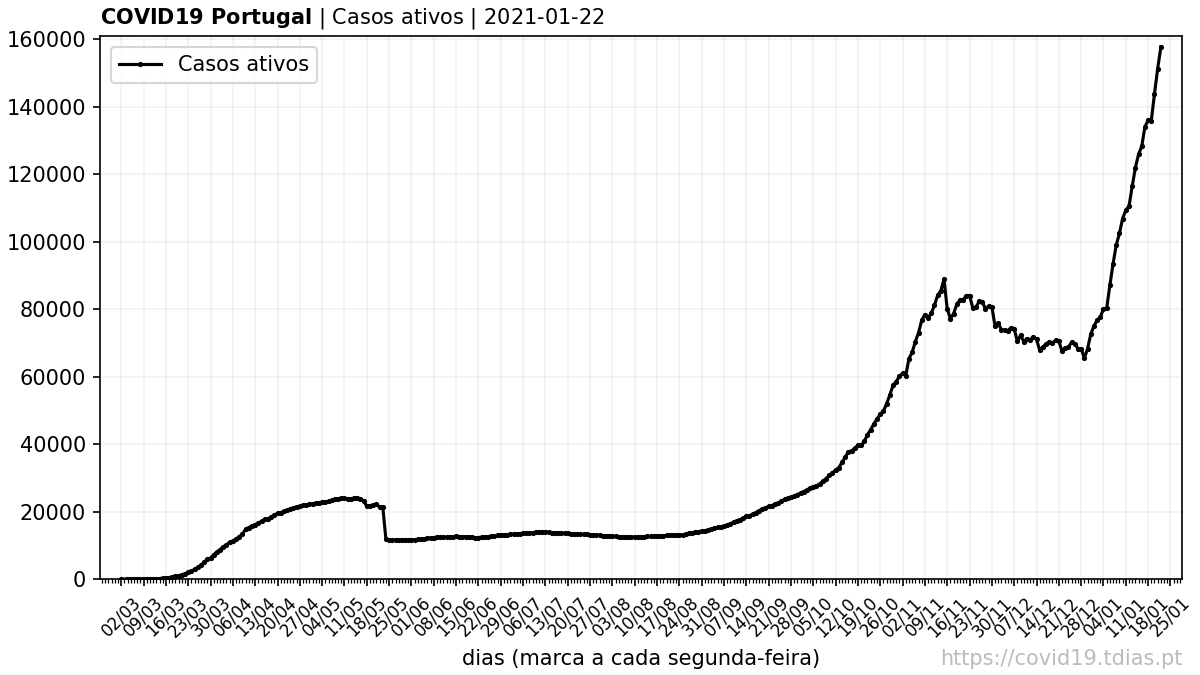 COVID19 Portugal | Casos ativos | 2021-01-22
Casos ativos
160000
140000
120000
100000
80000
60000
40000
20000
0
02/03 09/03 16/03 23/03 30/03 06/04 13/04 20/04 27/04 04/05 11/05 18/05 25/05 01/06 08/06 15/06 22/06 29/06 06/07 13/07 20/07 27/07 03/08 10/08 17/08 24/08 31/08 07/09 14/09 21/09 28/09 05/10 12/10 19/10 26/10 02/11 09/11 16/11 23/11 30/11 07/12 14/12 21/12 28/12 04/01 11/01 18/01 25/01
dias (marca a cada segunda-feira)
https://covid19.tdias.pt